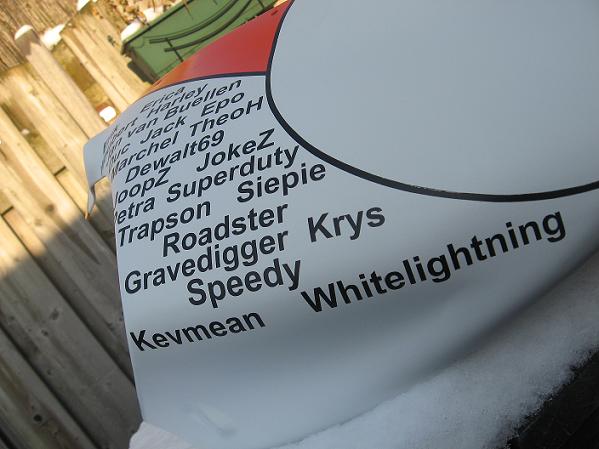 Erica
Harley
van Buellen
Jack Epo
Marchel TheoH
Dewalt69
JoopZ JokeZ
Petra Superduty
Trapson Siepie
Roadster
Gravedigger Krys
Speedy
Kevmean Whitelightning